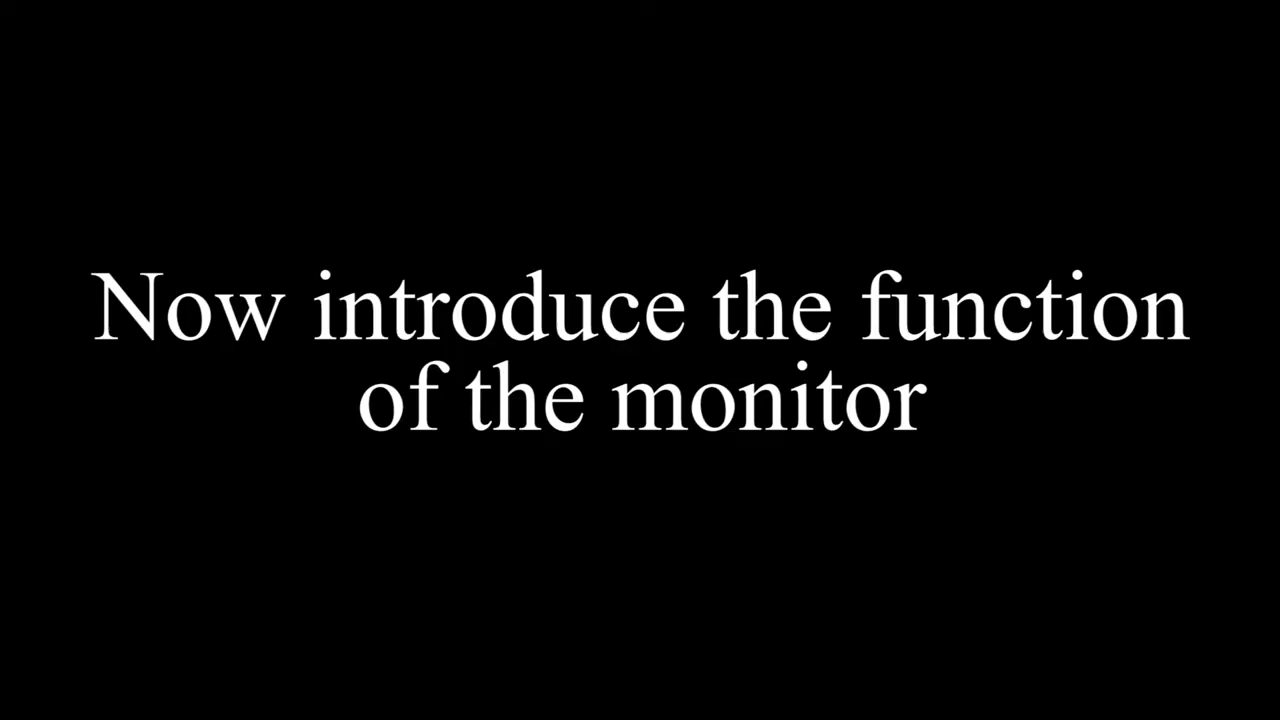 Now introduce the function
of the monitor